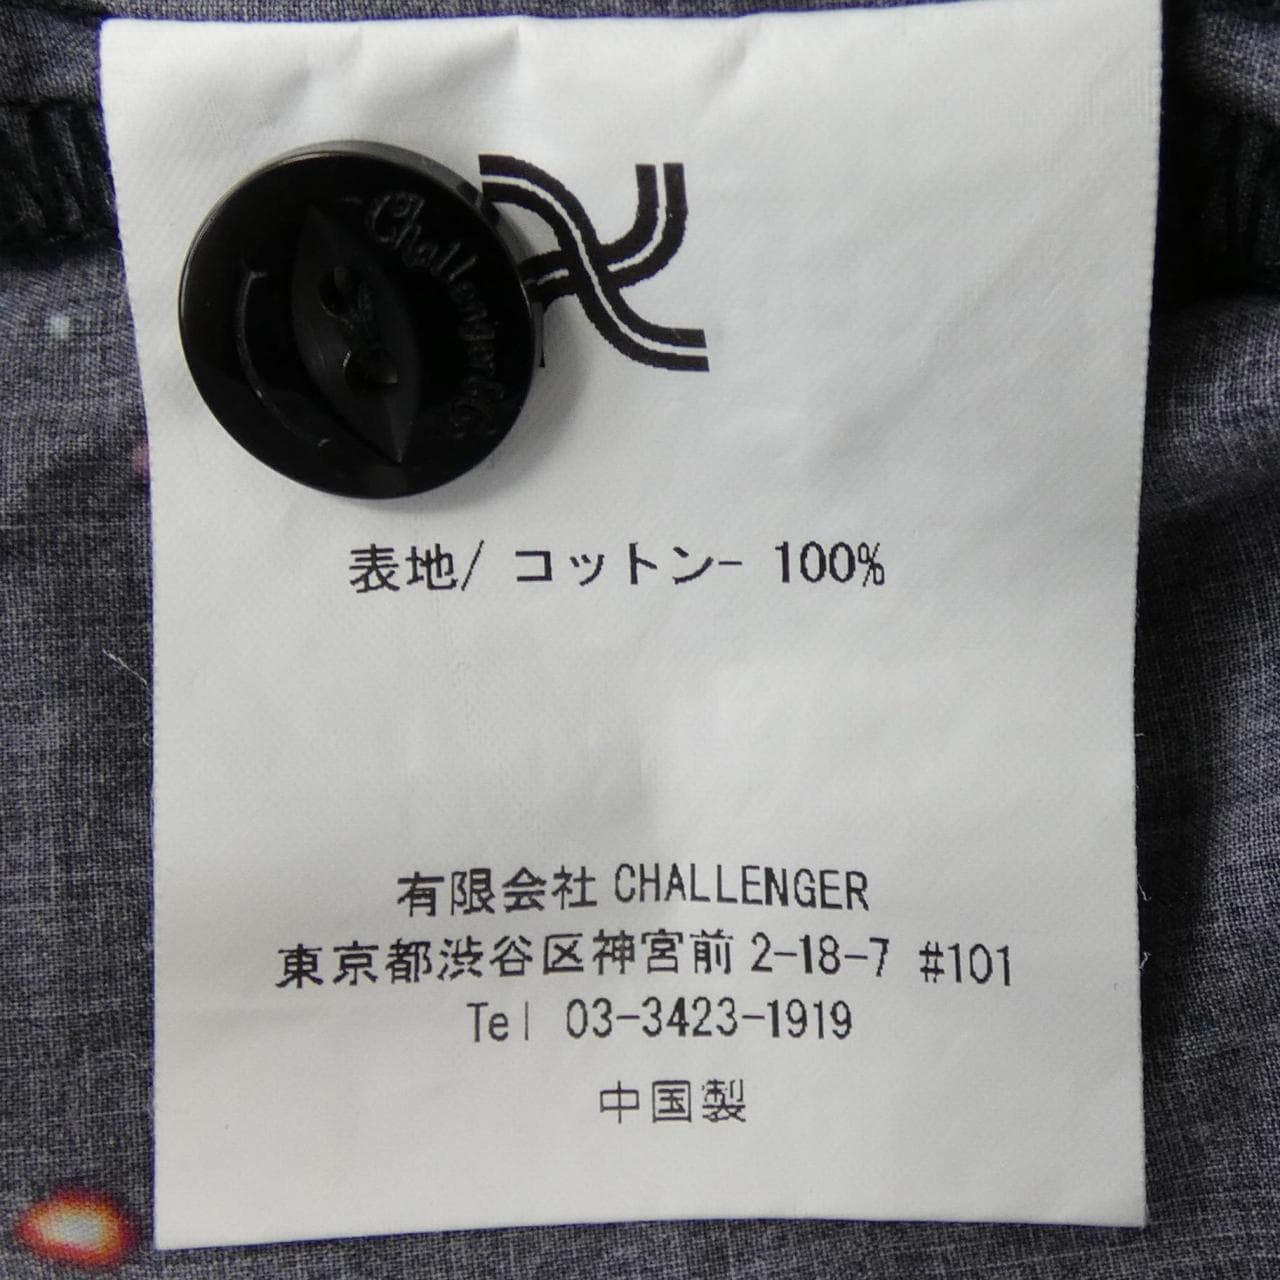 Challenger
表地/ コットン- 100%
有限会社 CHALLENGER
東京都渋谷区神宮前 2-18-7 #101
Tel 03-3423-1919
中国製